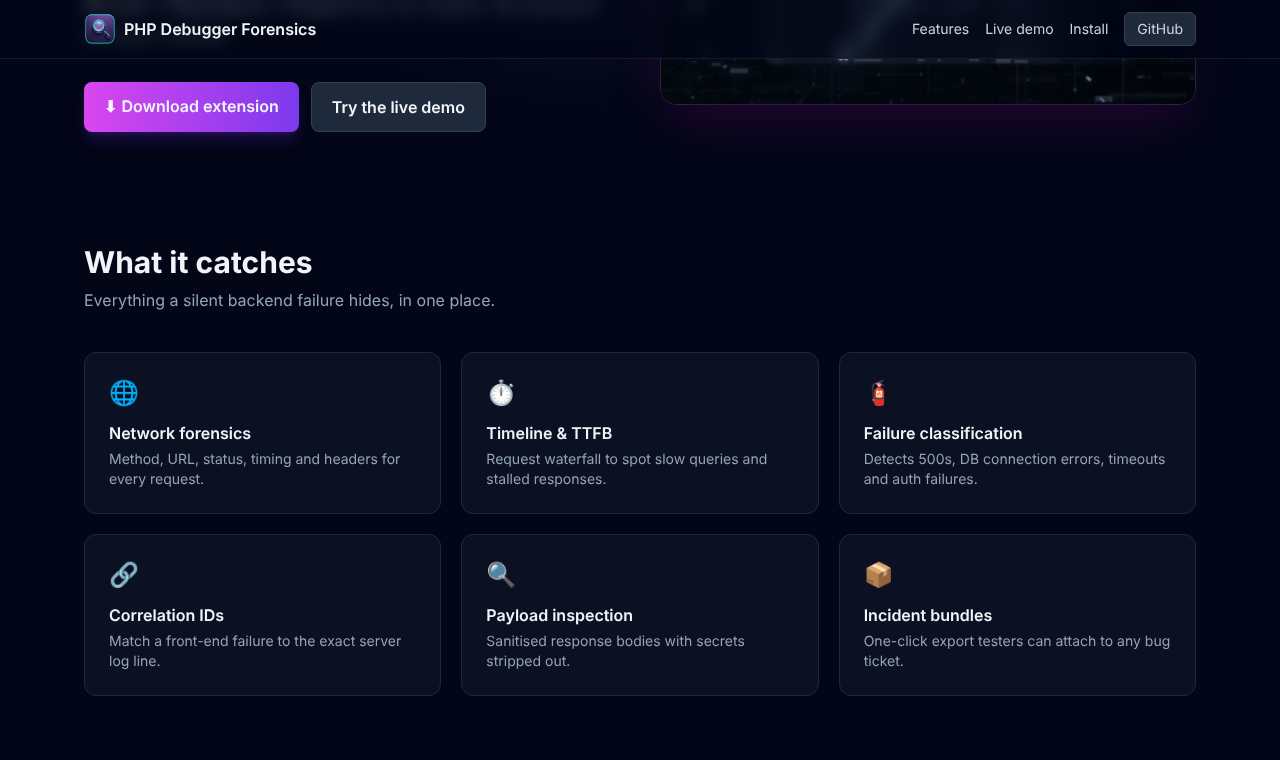 PHP Debugger Forensics
Features
Live demo
Install
GitHub
⬇ Download extension
Try the live demo
What it catches
Everything a silent backend failure hides, in one place.
Network forensics
Method, URL, status, timing and headers for
every request.
Timeline & TTFB
Request waterfall to spot slow queries and
stalled responses.
Failure classification
Detects 500s, DB connection errors, timeouts
and auth failures.
Correlation IDs
Match a front-end failure to the exact server
log line.
Payload inspection
Sanitised response bodies with secrets
stripped out.
Incident bundles
One-click export testers can attach to any bug
ticket.